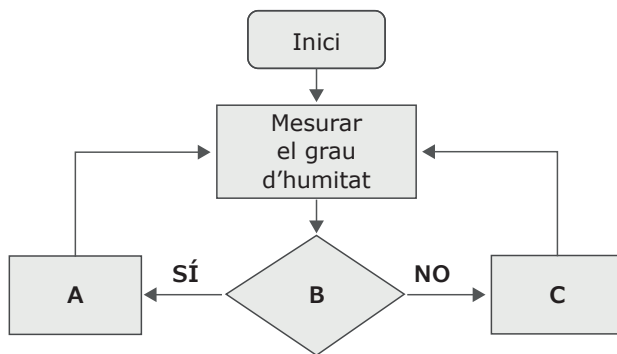 Inici
Mesurar
el grau
d'humitat
SÍ
NO
A
B
C